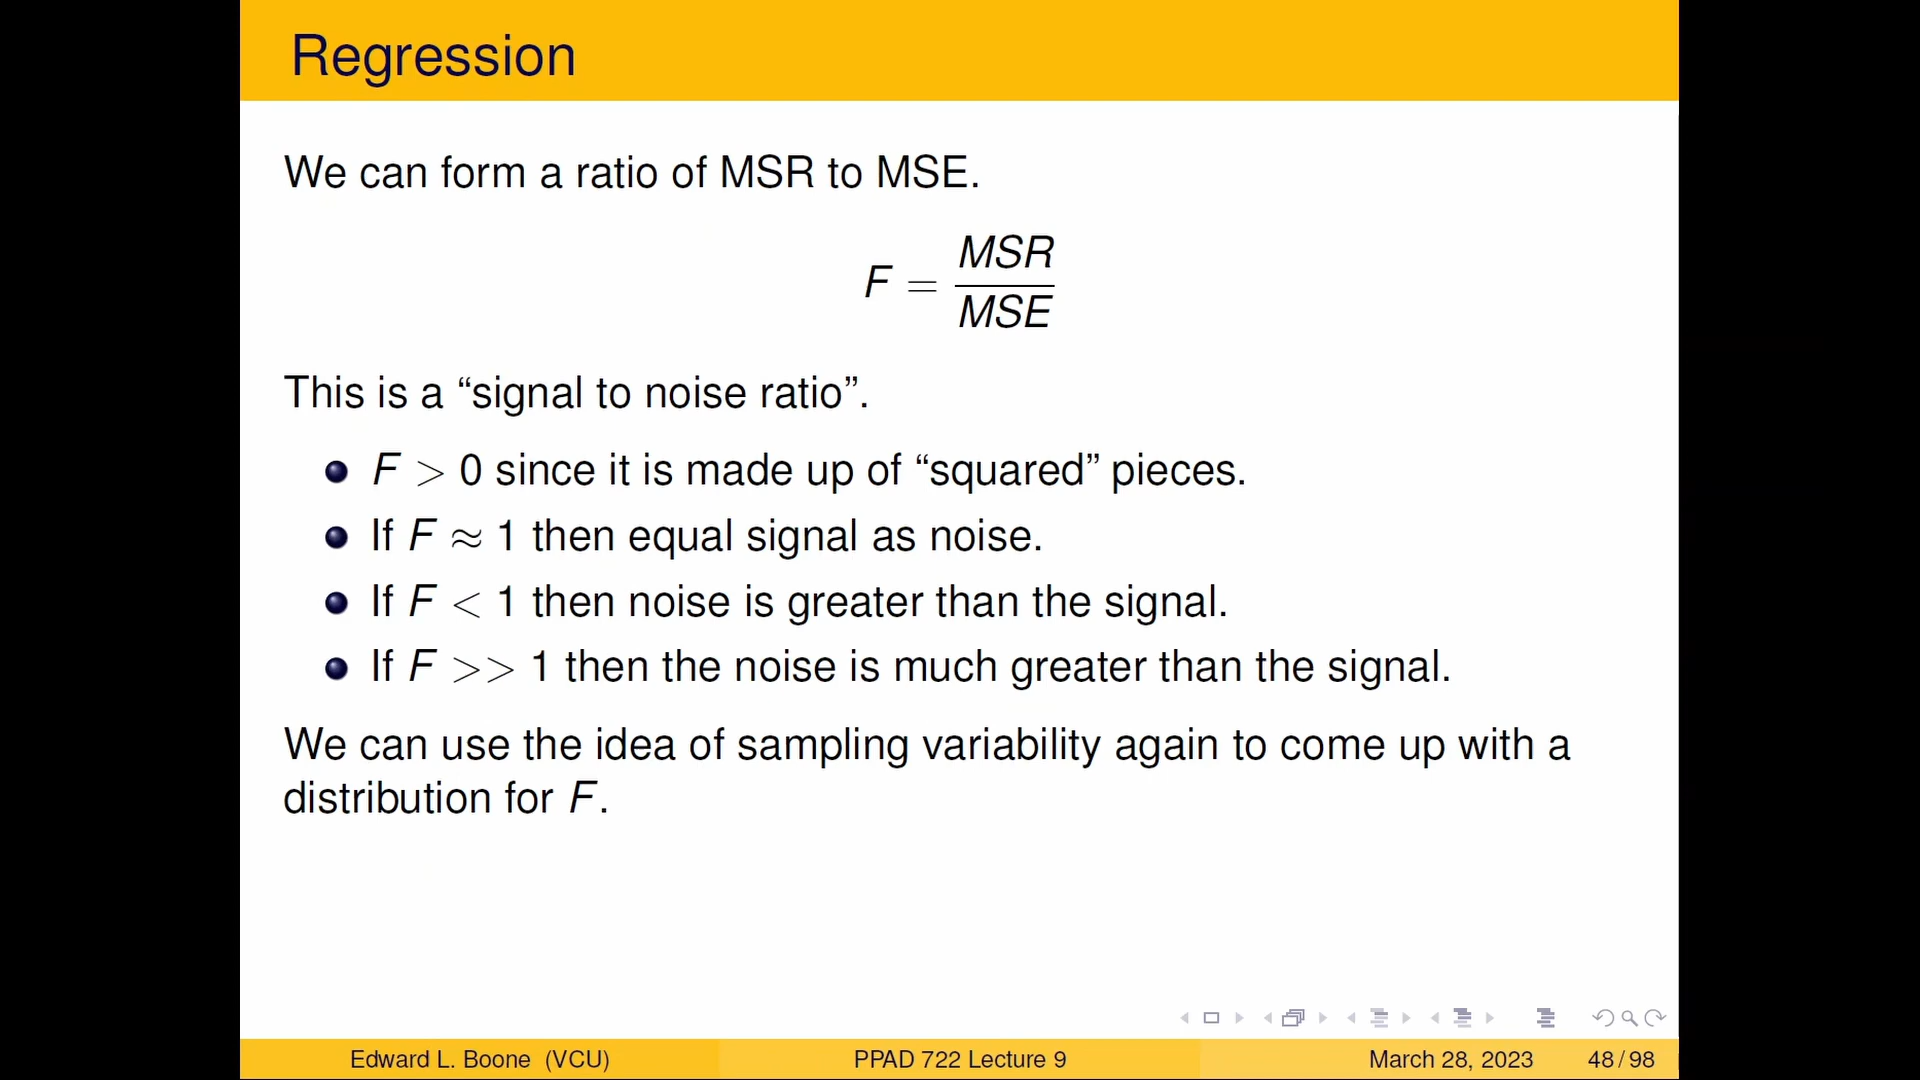 Regression
We can form a ratio of MSR to MSE.
F = MSR / MSE
This is a “signal to noise ratio”.
F > 0 since it is made up of “squared” pieces.
If F ≈ 1 then equal signal as noise.
If F < 1 then noise is greater than the signal.
If F >> 1 then the noise is much greater than the signal.
We can use the idea of sampling variability again to come up with a
distribution for F.
Edward L. Boone (VCU) PPAD 722 Lecture 9 March 28, 2023 48 / 98